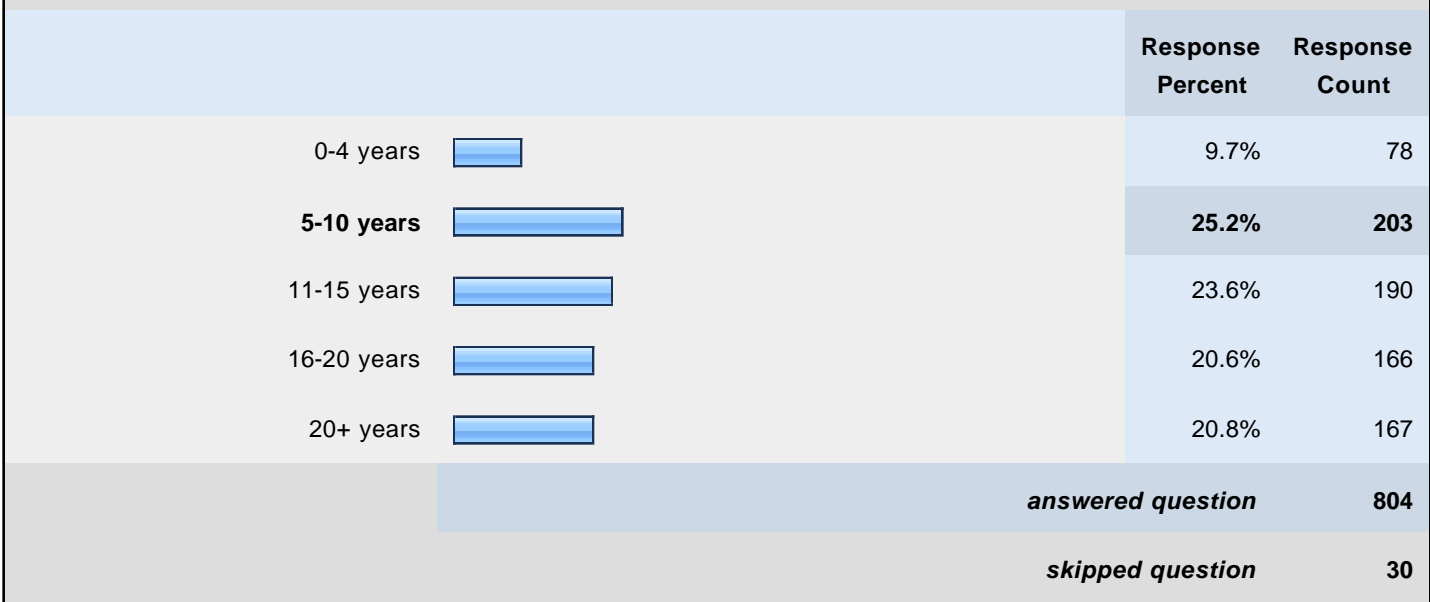 Response Percent Response Count
0-4 years 9.7% 78
5-10 years 25.2% 203
11-15 years 23.6% 190
16-20 years 20.6% 166
20+ years 20.8% 167
answered question 804
skipped question 30